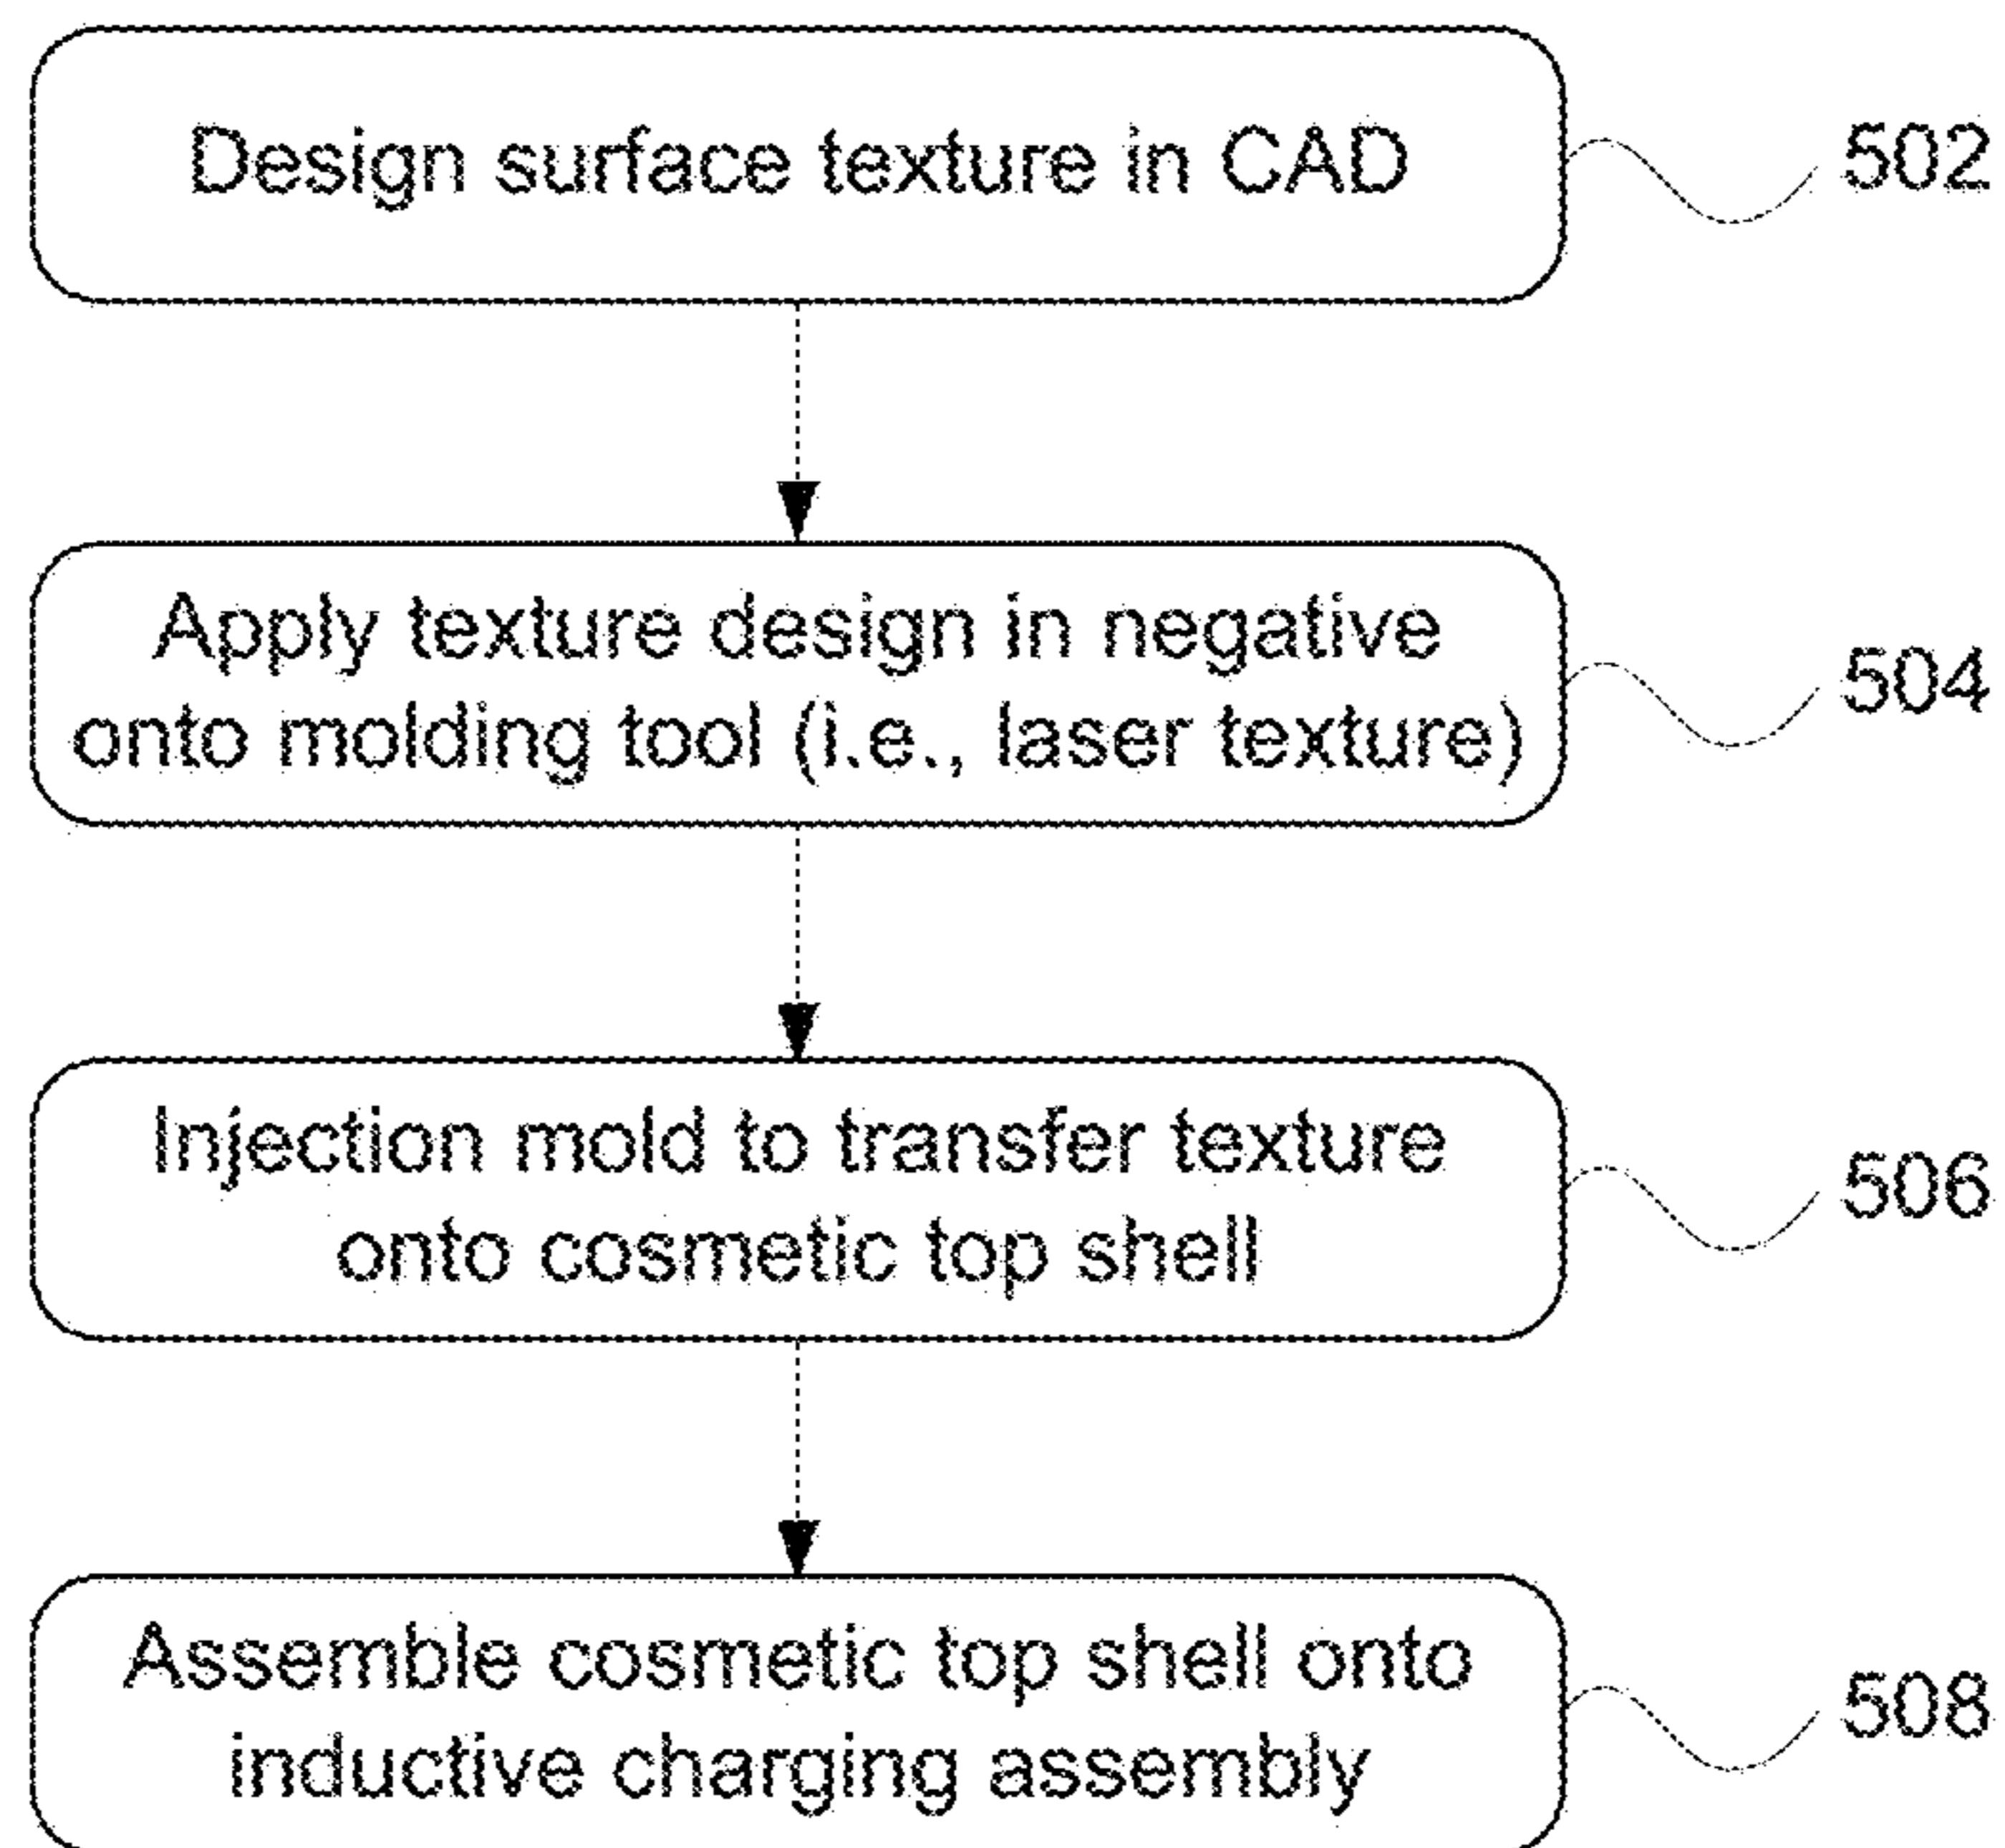 Design surface texture in CAD
502
Apply texture design in negative
onto molding tool (i.e., laser texture)
504
Injection mold to transfer texture
onto cosmetic top shell
506
Assemble cosmetic top shell onto
inductive charging assembly
508